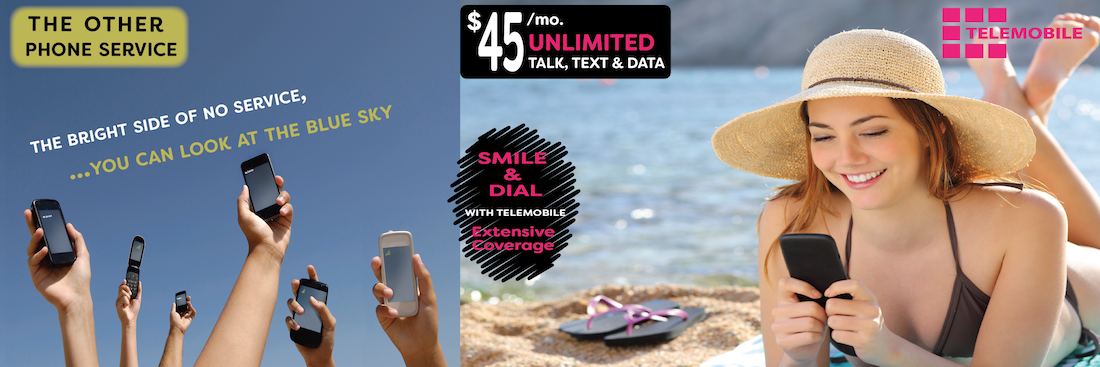 THE OTHER
PHONE SERVICE
THE BRIGHT SIDE OF NO SERVICE,
...YOU CAN LOOK AT THE BLUE SKY
$45/mo.
UNLIMITED
TALK, TEXT & DATA
SMILE
&
DIAL
WITH TELEMOBILE
Extensive
Coverage
TELEMOBILE